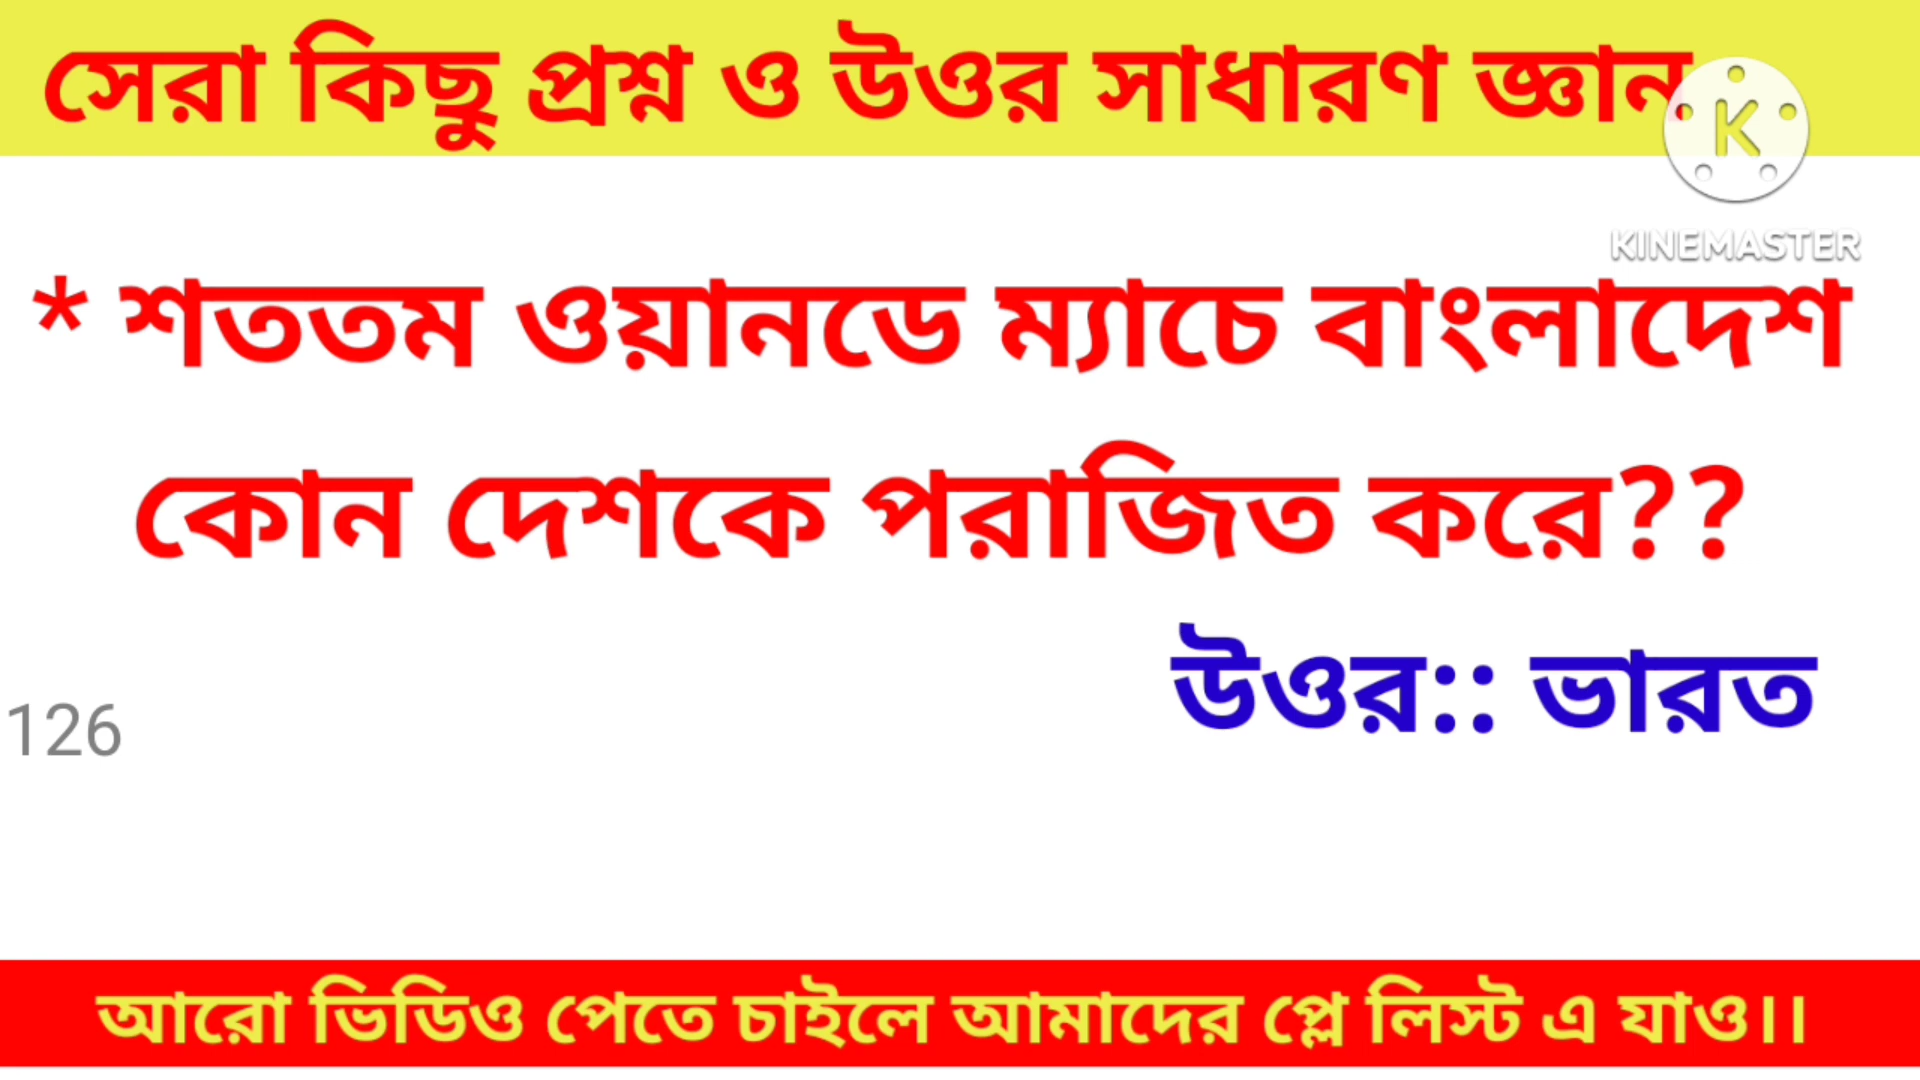 সেরা কিছু প্রশ্ন ও উওর সাধারণ জ্ঞান
K
KINEMASTER
* শততম ওয়ানডে ম্যাচে বাংলাদেশ
কোন দেশকে পরাজিত করে??
উওর:: ভারত
126
আরো ভিডিও পেতে চাইলে আমাদের প্লে লিস্ট এ যাও।।